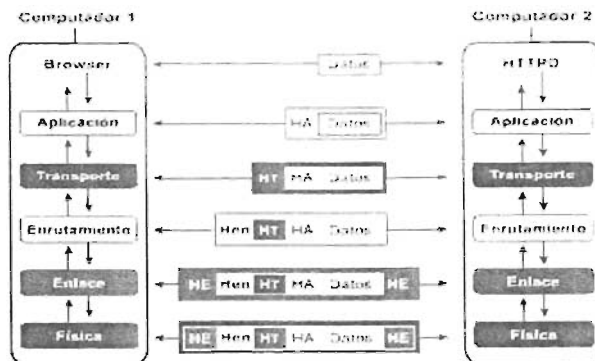 Computador 1
Computador 2
Browser
Datos
HTTPD
Aplicación
HA Datos
Aplicación
Transporte
HT HA Datos
Transporte
Enrutamiento
Hen HT HA Datos
Enrutamiento
Enlace
HE Hen HT HA Datos HE
Enlace
Física
HE Hen HT HA Datos HE
Física